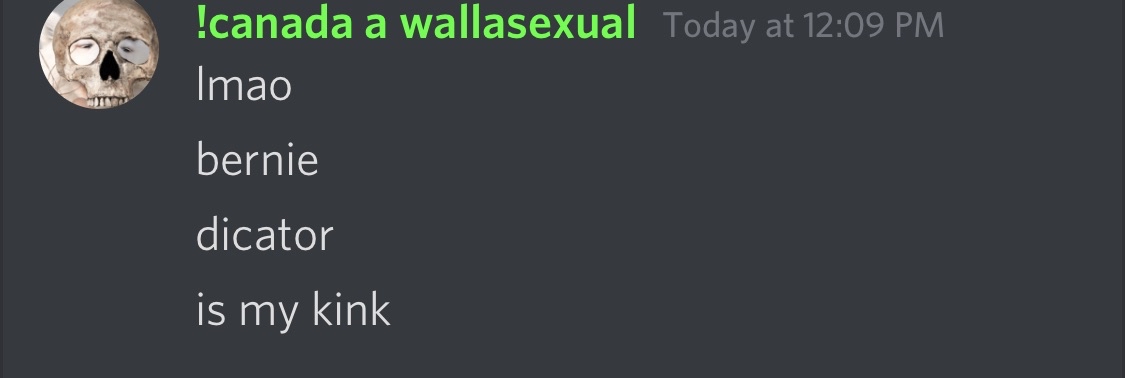 !canada a wallasexual Today at 12:09 PM
lmao
bernie
dicator
is my kink